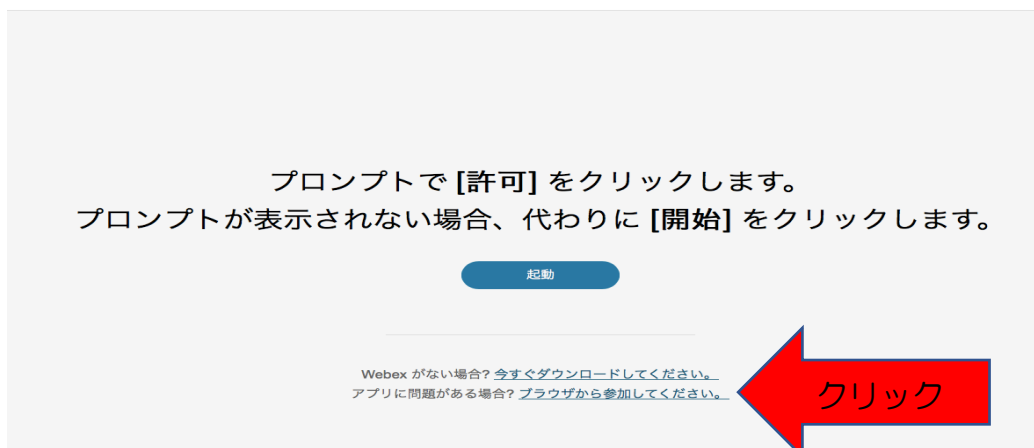 プロンプトで [許可] をクリックします。
プロンプトが表示されない場合、代わりに [開始] をクリックします。
起動
Webex がない場合? 今すぐダウンロードしてください。
アプリに問題がある場合? ブラウザから参加してください。
クリック